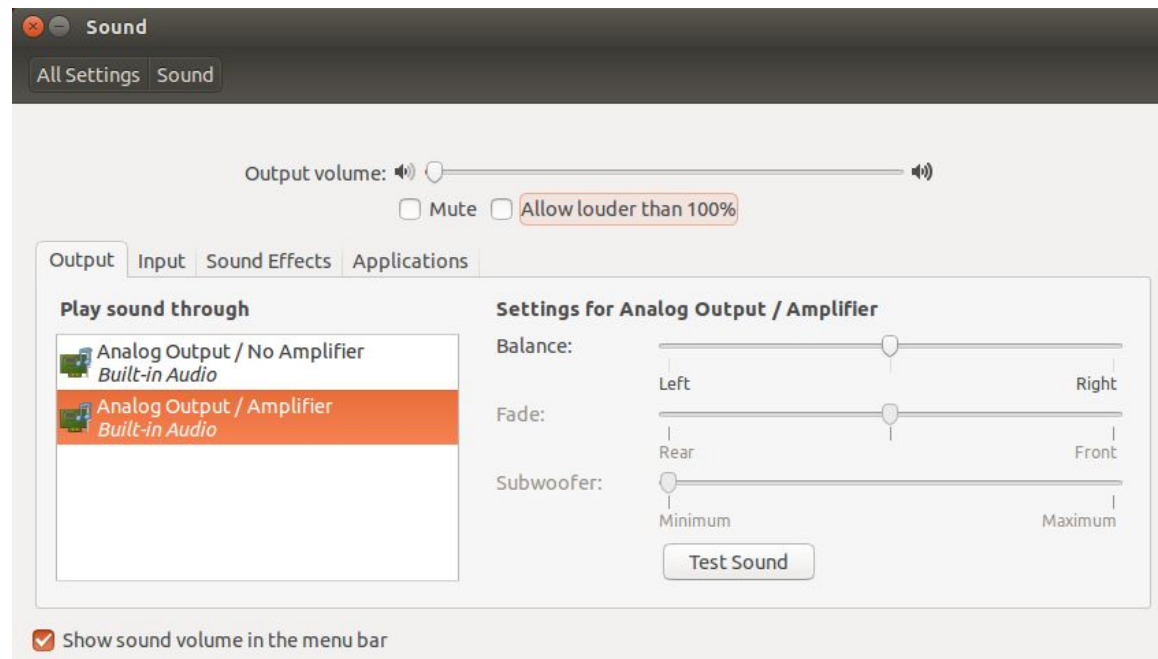 Sound
All Settings Sound
Output volume:
Mute Allow louder than 100%
Output Input Sound Effects Applications
Play sound through
Analog Output / No Amplifier
Built-in Audio
Analog Output / Amplifier
Built-in Audio
Settings for Analog Output / Amplifier
Balance:
Left Right
Fade:
Rear Front
Subwoofer:
Minimum Maximum
Test Sound
Show sound volume in the menu bar